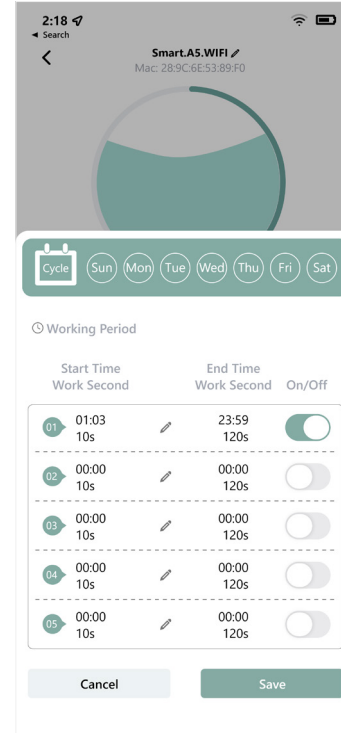 2:18
◄ Search
Smart.A5.WIFI
Mac: 28:9C:6E:53:89:F0
Cycle Sun Mon Tue Wed Thu Fri Sat
Working Period
Start Time End Time
Work Second Work Second On/Off
01 01:03 23:59
10s 120s
02 00:00 00:00
10s 120s
03 00:00 00:00
10s 120s
04 00:00 00:00
10s 120s
05 00:00 00:00
10s 120s
Cancel Save